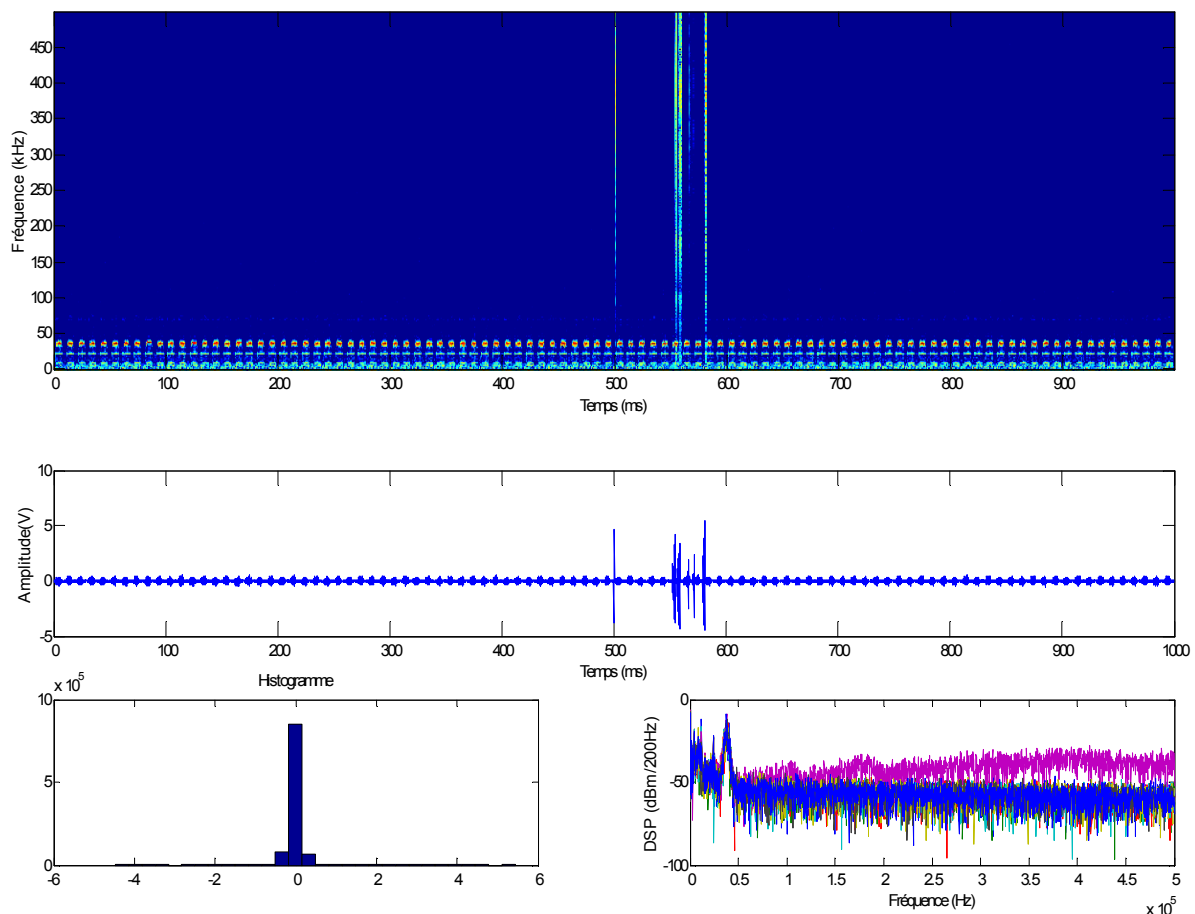 Fréquence (kHz)
450
400
350
300
250
200
150
100
50
0
0 100 200 300 400 500 600 700 800 900
Temps (ms)
Amplitude(V)
10
5
0
-5
0 100 200 300 400 500 600 700 800 900 1000
Temps (ms)
x 10^5
Histogramme
10
5
0
-6 -4 -2 0 2 4 6
DSP (dBm/200Hz)
0
-50
-100
0 0.5 1 1.5 2 2.5 3 3.5 4 4.5 5
Fréquence (Hz)
x 10^5